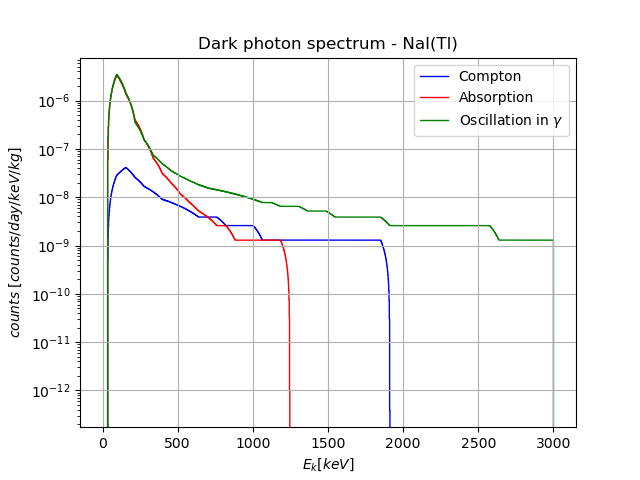 Dark photon spectrum - NaI(Tl)
Compton
Absorption
Oscillation in γ
10⁻⁶
10⁻⁷
10⁻⁸
10⁻⁹
10⁻¹⁰
10⁻¹¹
10⁻¹²
counts [counts/day/keV/kg]
0 500 1000 1500 2000 2500 3000
E_k[keV]